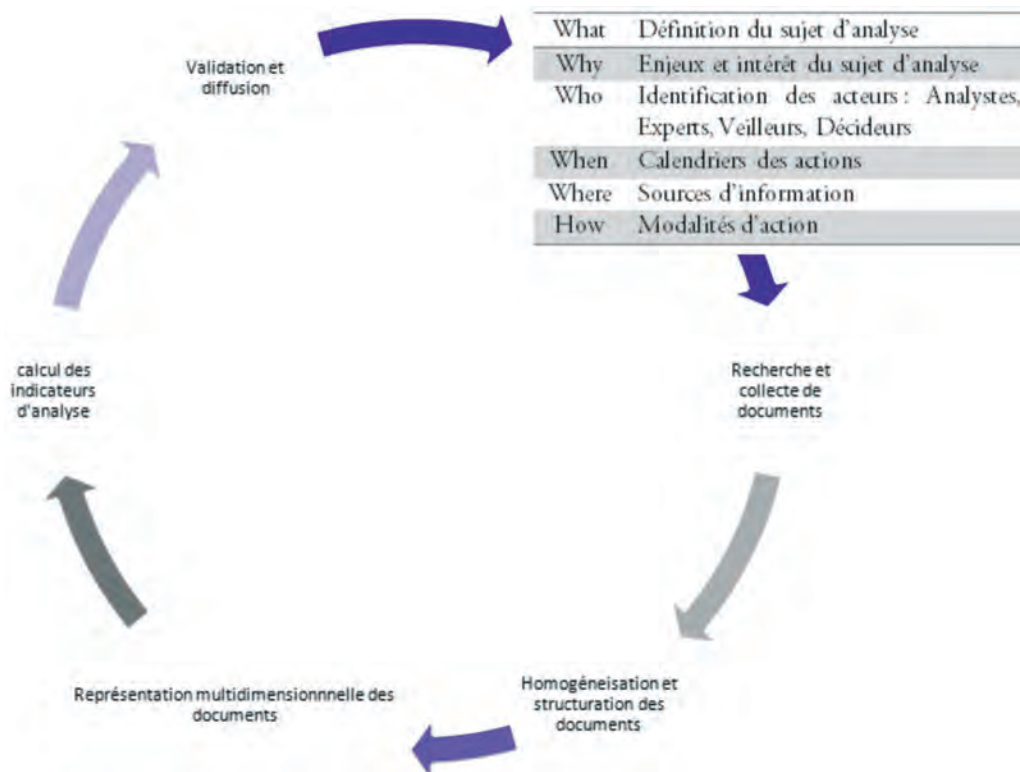 Validation et
diffusion
What Définition du sujet d'analyse
Why Enjeux et intérêt du sujet d'analyse
Who Identification des acteurs : Analystes,
Experts, Veilleurs, Décideurs
When Calendriers des actions
Where Sources d'information
How Modalités d'action
Recherche et
collecte de
documents
Homogéneisation et
structuration des
documents
Représentation multidimensionnnelle des
documents
calcul des
indicateurs
d'analyse